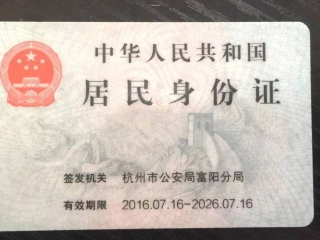 中华人民共和国
居民身份证
签发机关 杭州市公安局富阳分局
有效期限 2016.07.16-2026.07.16